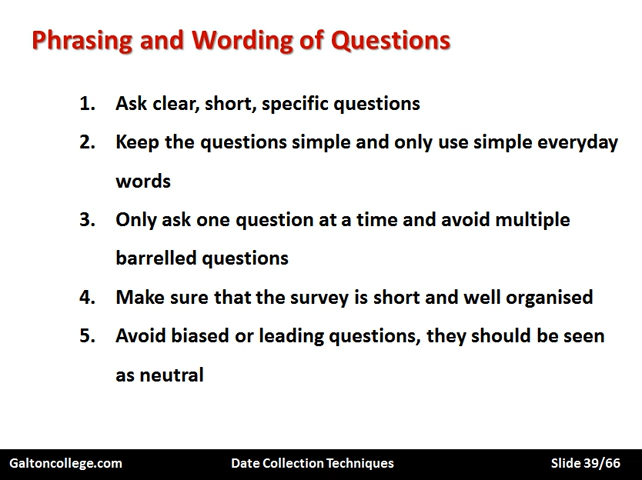 Phrasing and Wording of Questions
1. Ask clear, short, specific questions
2. Keep the questions simple and only use simple everyday
words
3. Only ask one question at a time and avoid multiple
barrelled questions
4. Make sure that the survey is short and well organised
5. Avoid biased or leading questions, they should be seen
as neutral
Galtoncollege.com Date Collection Techniques Slide 39/66